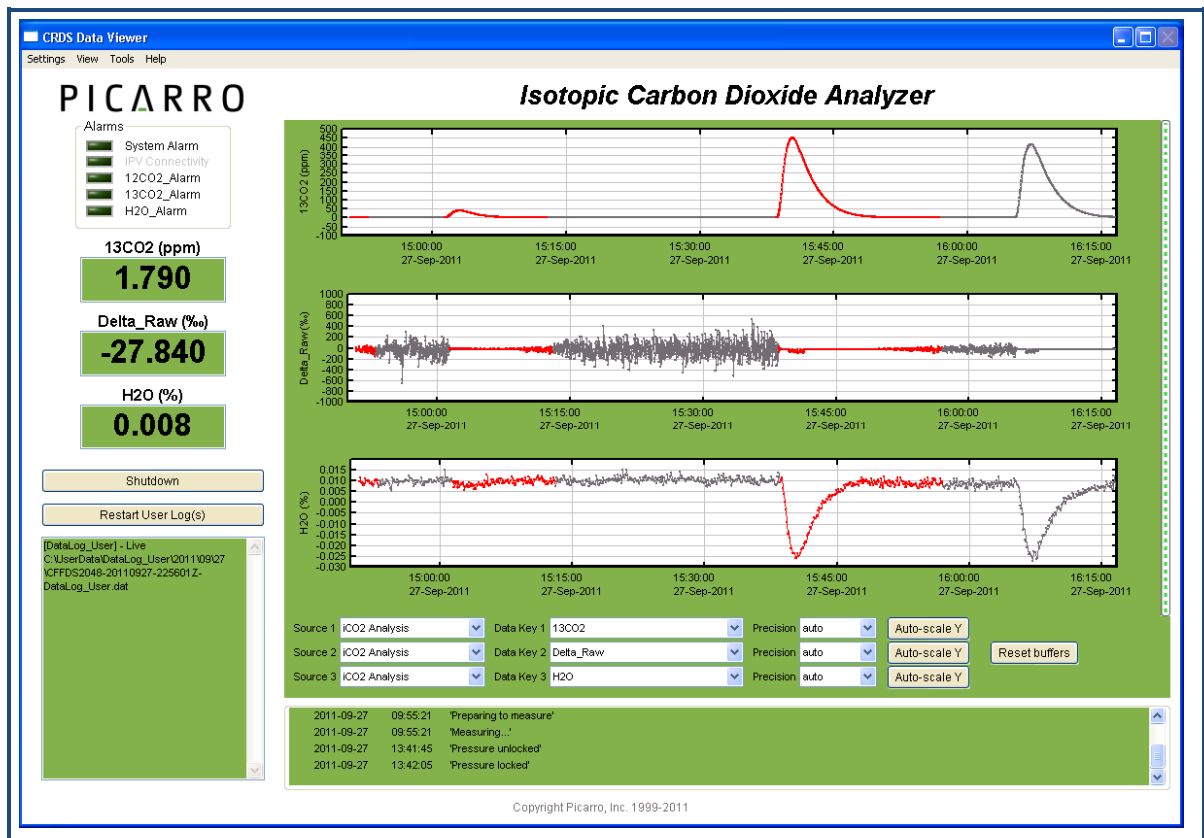 CRDS Data Viewer
Settings View Tools Help
PICARRO
Isotopic Carbon Dioxide Analyzer
Alarms
System Alarm
IPV Connectivity
12CO2_Alarm
13CO2_Alarm
H2O_Alarm
13CO2 (ppm)
1.790
Delta_Raw (‰)
-27.840
H2O (%)
0.008
Shutdown
Restart User Log(s)
[DataLog_User] - Live
C:\UserData\DataLog_User\2011\09\27
\CFFDS2048-20110927-225601Z-
DataLog_User.dat
13CO2 (ppm)
500
450
400
350
300
250
200
150
100
50
0
-50
-100
15:00:00 15:15:00 15:30:00 15:45:00 16:00:00 16:15:00
27-Sep-2011 27-Sep-2011 27-Sep-2011 27-Sep-2011 27-Sep-2011 27-Sep-2011
Delta_Raw (‰)
1000
800
600
400
200
0
-200
-400
-600
-800
-1000
15:00:00 15:15:00 15:30:00 15:45:00 16:00:00 16:15:00
27-Sep-2011 27-Sep-2011 27-Sep-2011 27-Sep-2011 27-Sep-2011 27-Sep-2011
H2O (%)
0.015
0.010
0.005
0.000
-0.005
-0.010
-0.015
-0.020
-0.025
-0.030
15:00:00 15:15:00 15:30:00 15:45:00 16:00:00 16:15:00
27-Sep-2011 27-Sep-2011 27-Sep-2011 27-Sep-2011 27-Sep-2011 27-Sep-2011
Source 1 iCO2 Analysis Data Key 1 13CO2 Precision auto Auto-scale Y
Source 2 iCO2 Analysis Data Key 2 Delta_Raw Precision auto Auto-scale Y Reset buffers
Source 3 iCO2 Analysis Data Key 3 H2O Precision auto Auto-scale Y
2011-09-27 09:55:21 'Preparing to measure'
2011-09-27 09:55:21 'Measuring...'
2011-09-27 13:41:45 'Pressure unlocked'
2011-09-27 13:42:05 'Pressure locked'
Copyright Picarro, Inc. 1999-2011